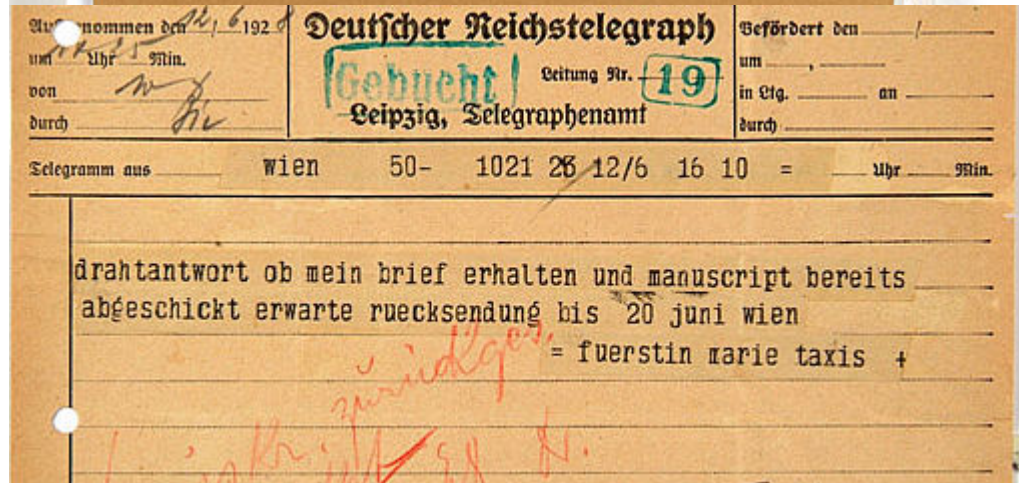 Aufgenommen den 12/6 1928
um Uhr Min.
von
durch
Deutscher Reichstelegraph
Gebucht
Leitung Nr. 19
Leipzig, Telegraphenamt
Befördert den /
um ,
in Ltg. an
durch
Telegramm aus wien 50- 1021 12/6 16 10 = Uhr Min.
drahtantwort ob mein brief erhalten und manuscript bereits
abgeschickt erwarte ruecksendung bis 20 juni wien
= fuerstin marie taxis +
zurückges.